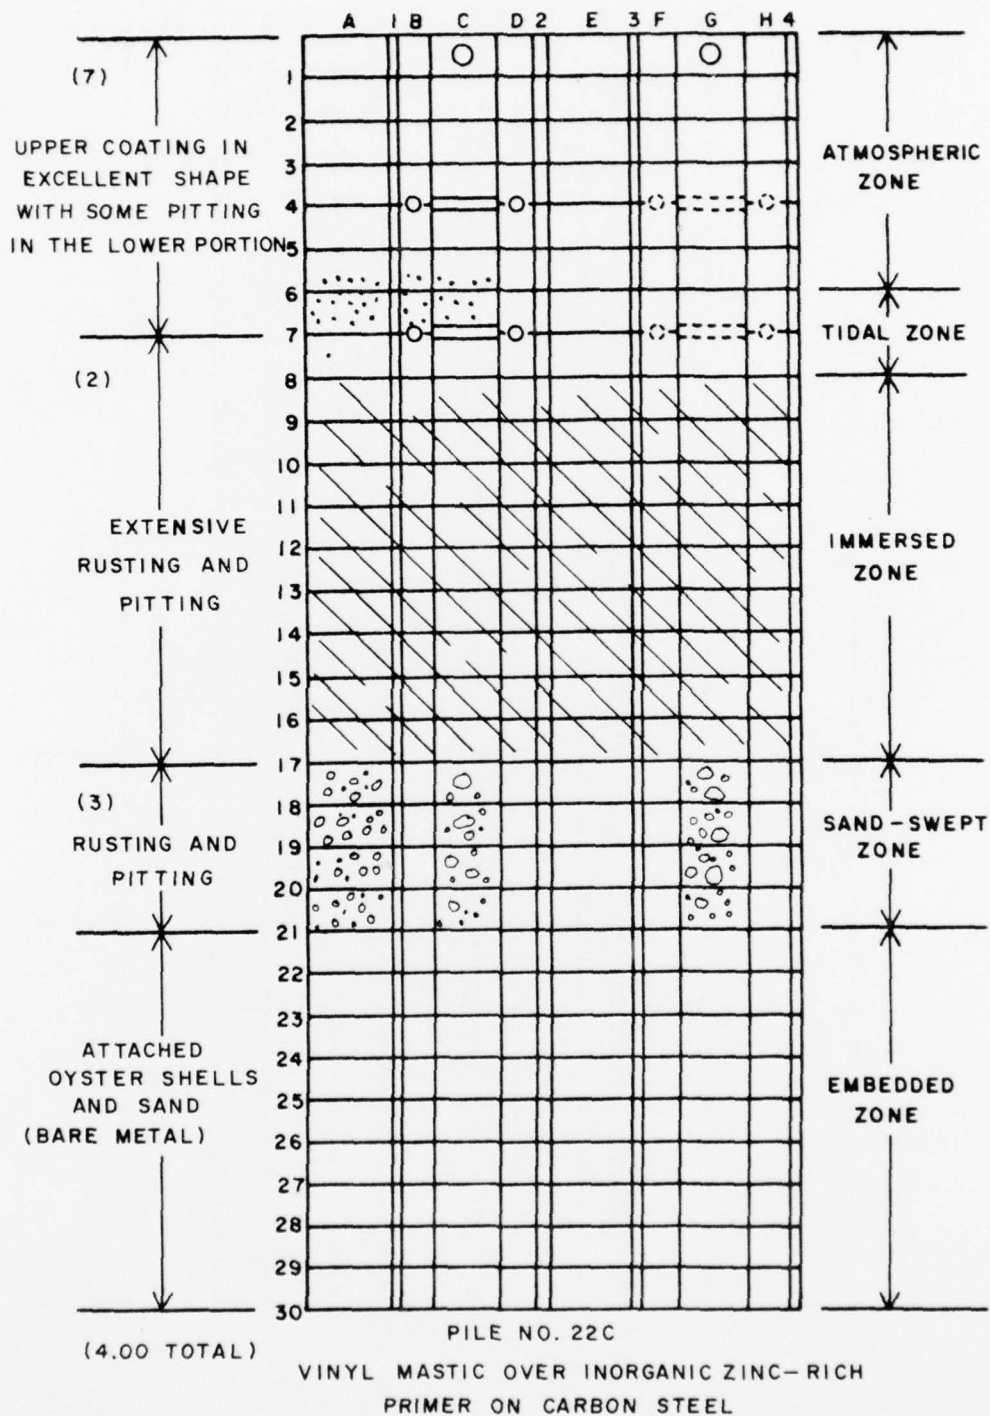 A 1 B C D 2 E 3 F G H 4
(7)
UPPER COATING IN
EXCELLENT SHAPE
WITH SOME PITTING
IN THE LOWER PORTION
(2)
EXTENSIVE
RUSTING AND
PITTING
(3)
RUSTING AND
PITTING
ATTACHED
OYSTER SHELLS
AND SAND
(BARE METAL)
(4.00 TOTAL)
1
2
3
4
5
6
7
8
9
10
11
12
13
14
15
16
17
18
19
20
21
22
23
24
25
26
27
28
29
30
ATMOSPHERIC
ZONE
TIDAL ZONE
IMMERSED
ZONE
SAND-SWEPT
ZONE
EMBEDDED
ZONE
PILE NO. 22C
VINYL MASTIC OVER INORGANIC ZINC-RICH
PRIMER ON CARBON STEEL